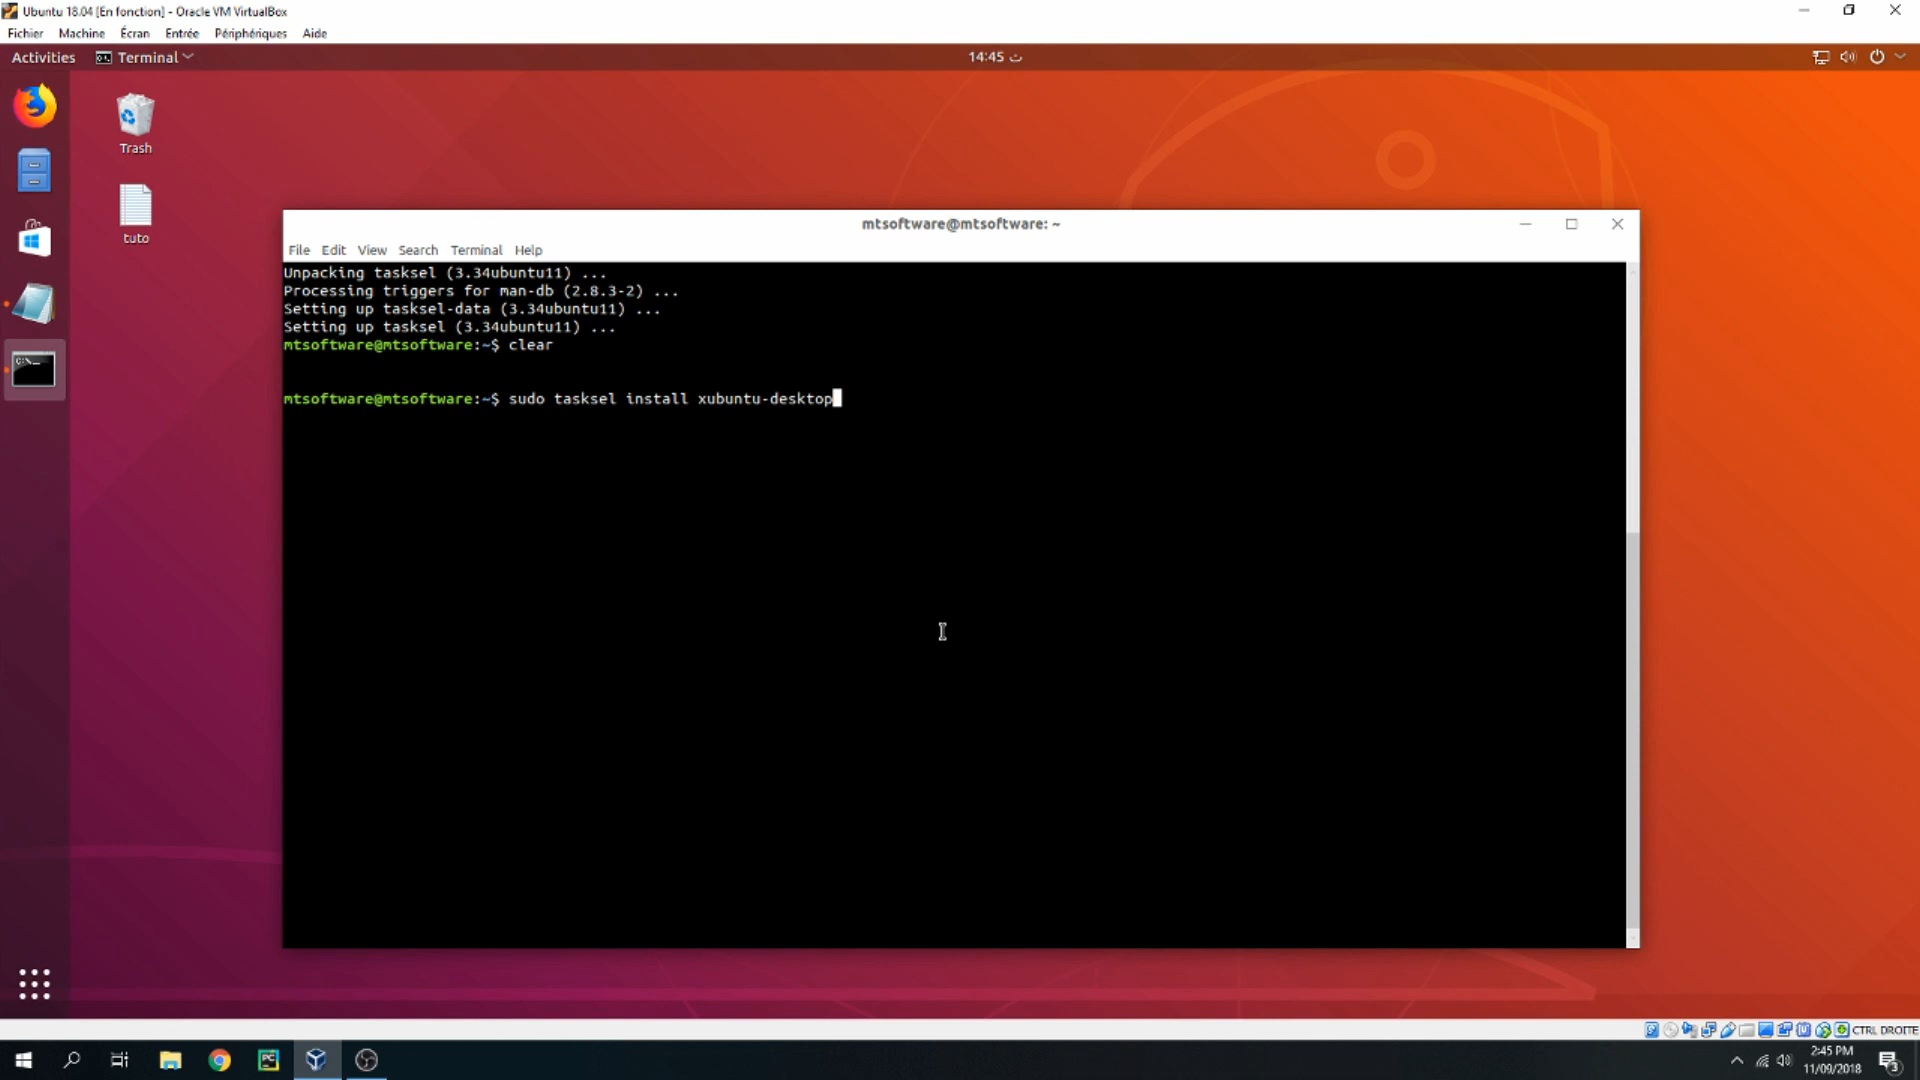 Ubuntu 18.04 [En fonction] - Oracle VM VirtualBox
Fichier Machine Écran Entrée Périphériques Aide
Activities Terminal 14:45 ث
Trash
tuto
mtsoftware@mtsoftware: ~
File Edit View Search Terminal Help
Unpacking tasksel (3.34ubuntu11) ...
Processing triggers for man-db (2.8.3-2) ...
Setting up tasksel-data (3.34ubuntu11) ...
Setting up tasksel (3.34ubuntu11) ...
mtsoftware@mtsoftware:~$ clear
mtsoftware@mtsoftware:~$ sudo tasksel install xubuntu-desktop
CTRL DROITE
2:45 PM
11/09/2018
3